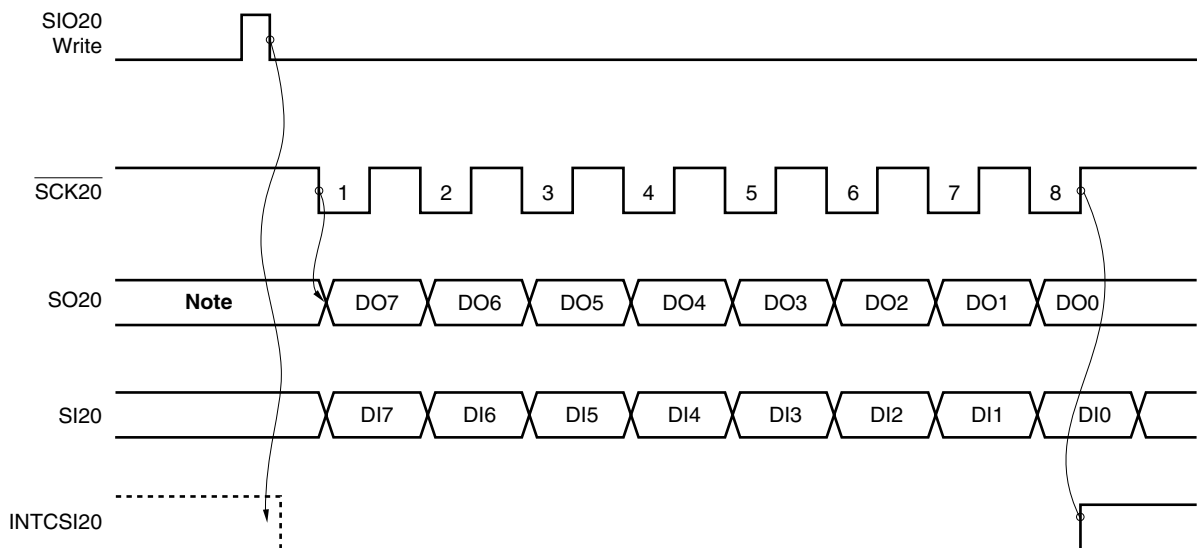 SIO20
Write
SCK20
1 2 3 4 5 6 7 8
SO20
Note DO7 DO6 DO5 DO4 DO3 DO2 DO1 DO0
SI20
DI7 DI6 DI5 DI4 DI3 DI2 DI1 DI0
INTCSI20